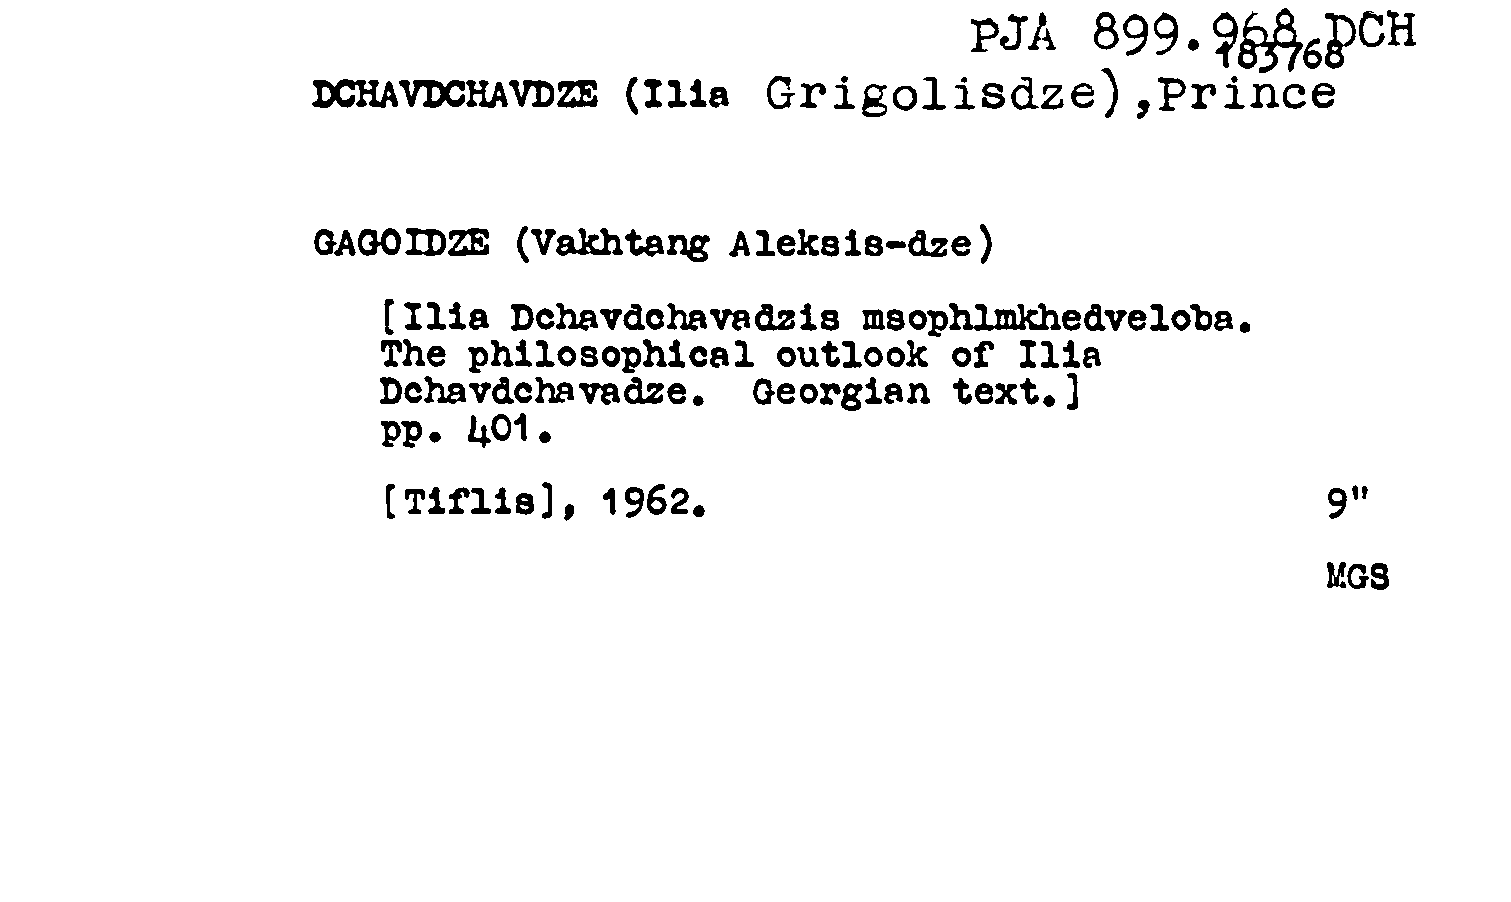 PJA 899.968 DCH
183768
DCHAVDCHAVDZE (Ilia Grigolisdze),Prince
GAGOIDZE (Vakhtang Aleksis-dze)
[Ilia Dchavdchavadzis msophlmkhedveloba.
The philosophical outlook of Ilia
Dchavdchavadze. Georgian text.]
pp. 401.
[Tiflis], 1962. 9"
MGS